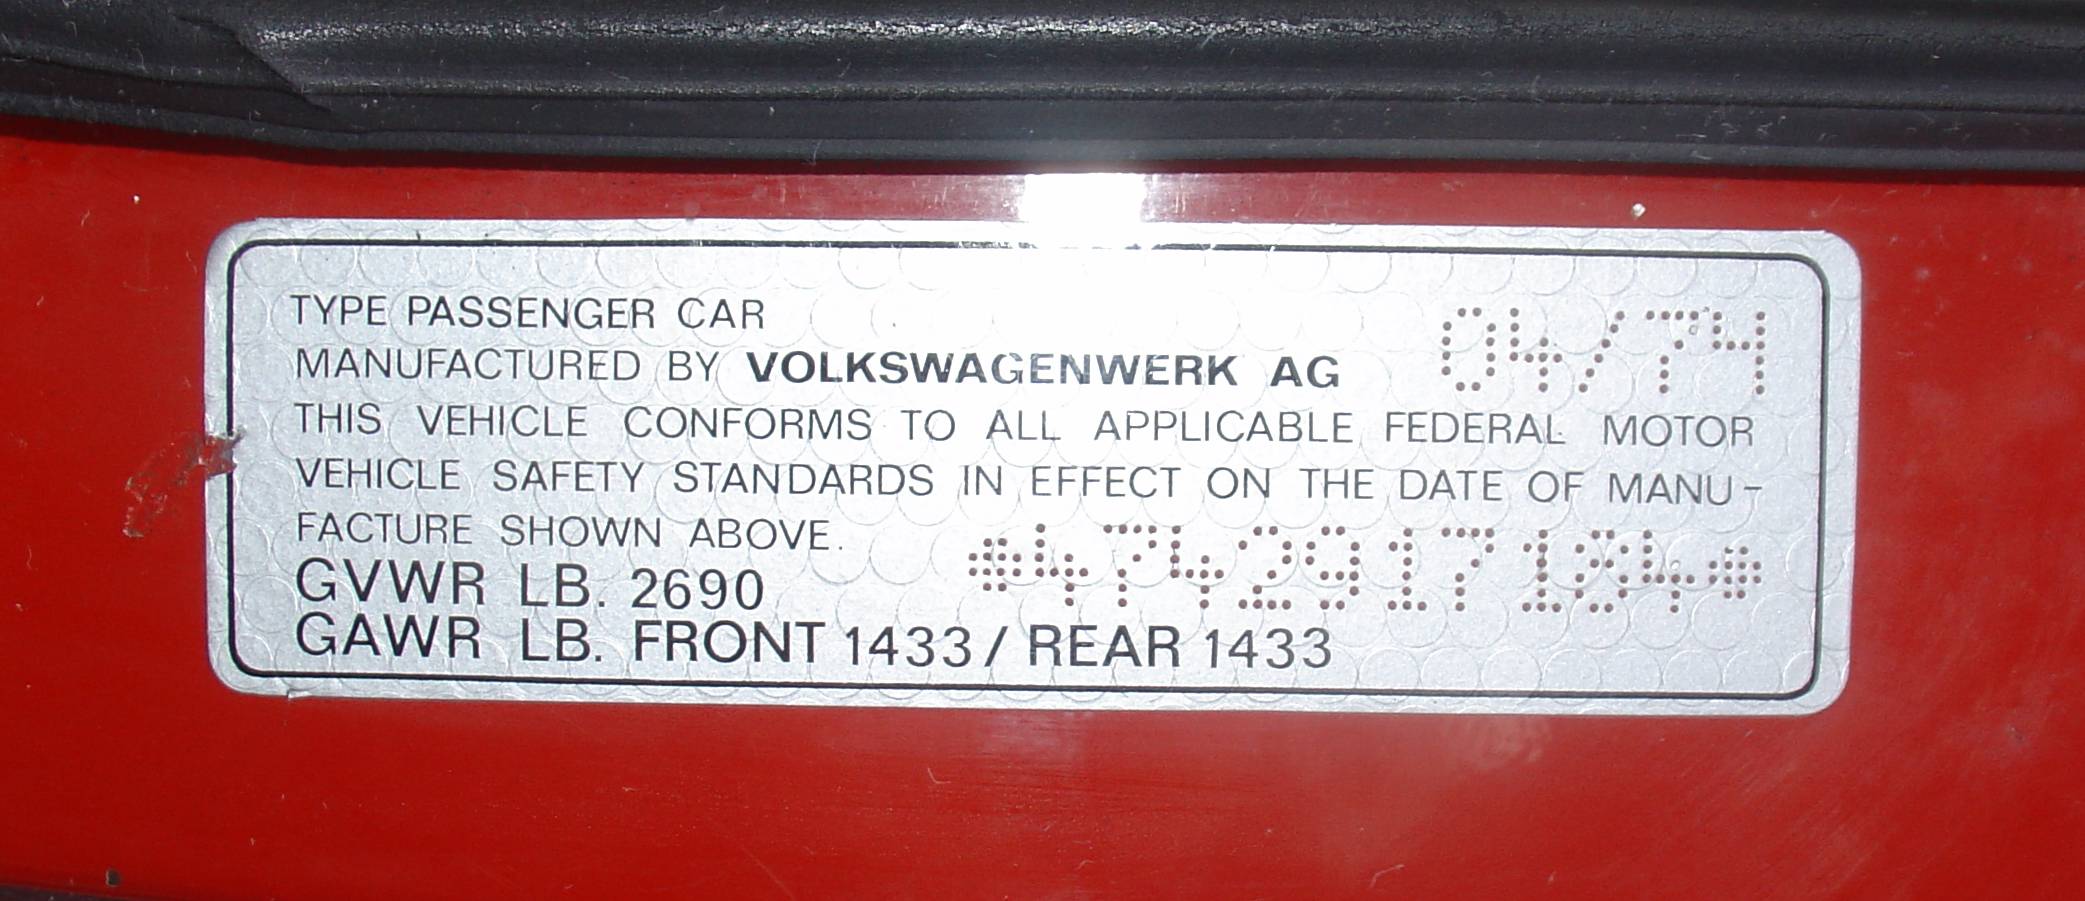 TYPE PASSENGER CAR
04/74
MANUFACTURED BY VOLKSWAGENWERK AG
THIS VEHICLE CONFORMS TO ALL APPLICABLE FEDERAL MOTOR
VEHICLE SAFETY STANDARDS IN EFFECT ON THE DATE OF MANU-
FACTURE SHOWN ABOVE.
*4742917184*
GVWR LB. 2690
GAWR LB. FRONT 1433 / REAR 1433